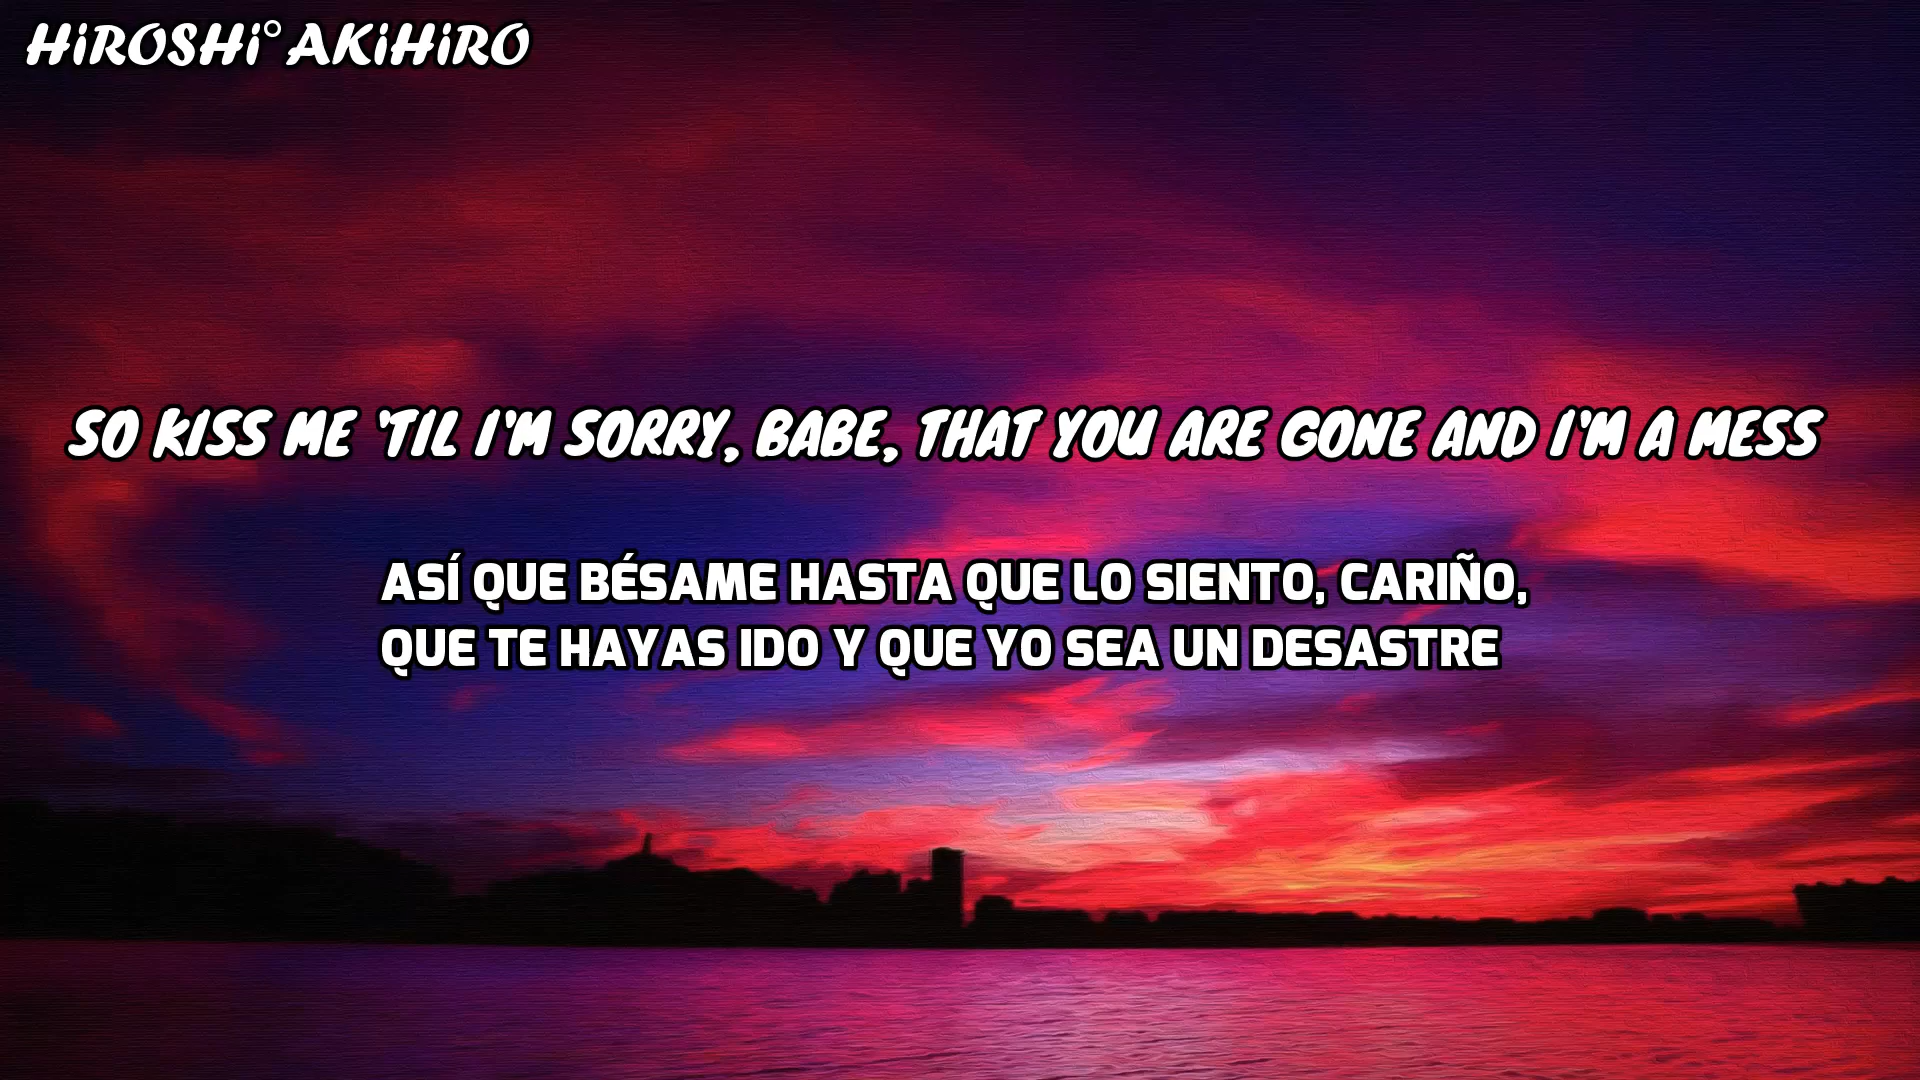 HiROSHi° AKiHiRO
SO KISS ME 'TIL I'M SORRY, BABE, THAT YOU ARE GONE AND I'M A MESS
ASÍ QUE BÉSAME HASTA QUE LO SIENTO, CARIÑO,
QUE TE HAYAS IDO Y QUE YO SEA UN DESASTRE